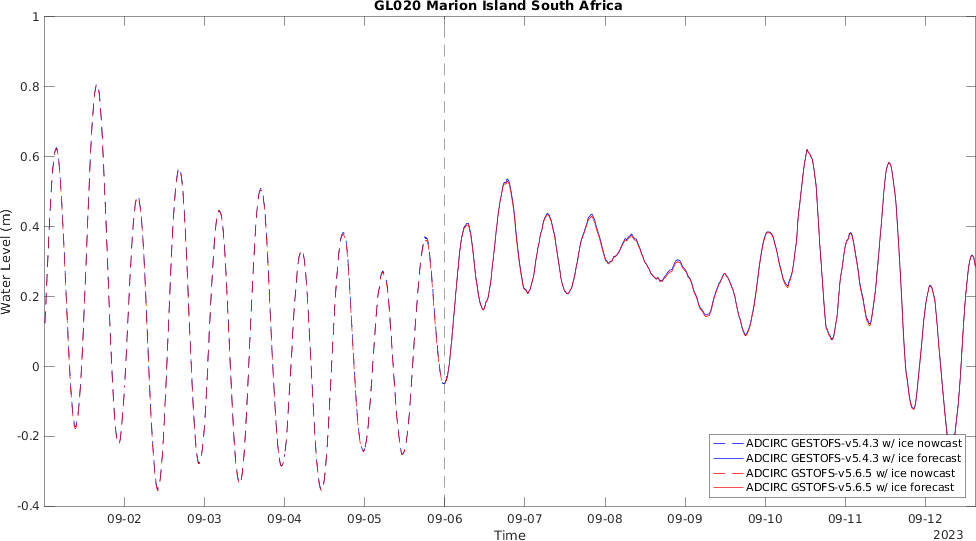 GL020 Marion Island South Africa
Water Level (m)
1
0.8
0.6
0.4
0.2
0
-0.2
-0.4
ADCIRC GESTOFS-v5.4.3 w/ ice nowcast
ADCIRC GESTOFS-v5.4.3 w/ ice forecast
ADCIRC GSTOFS-v5.6.5 w/ ice nowcast
ADCIRC GSTOFS-v5.6.5 w/ ice forecast
09-02 09-03 09-04 09-05 09-06 09-07 09-08 09-09 09-10 09-11 09-12
Time
2023